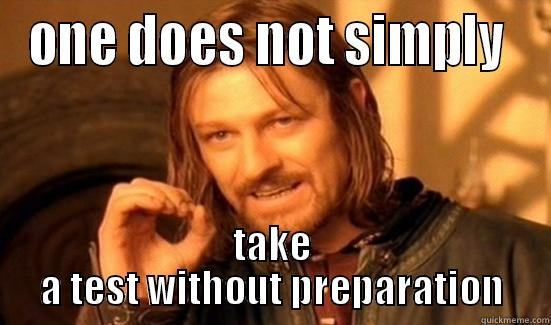 one does not simply
take
a test without preparation
quickmeme.com